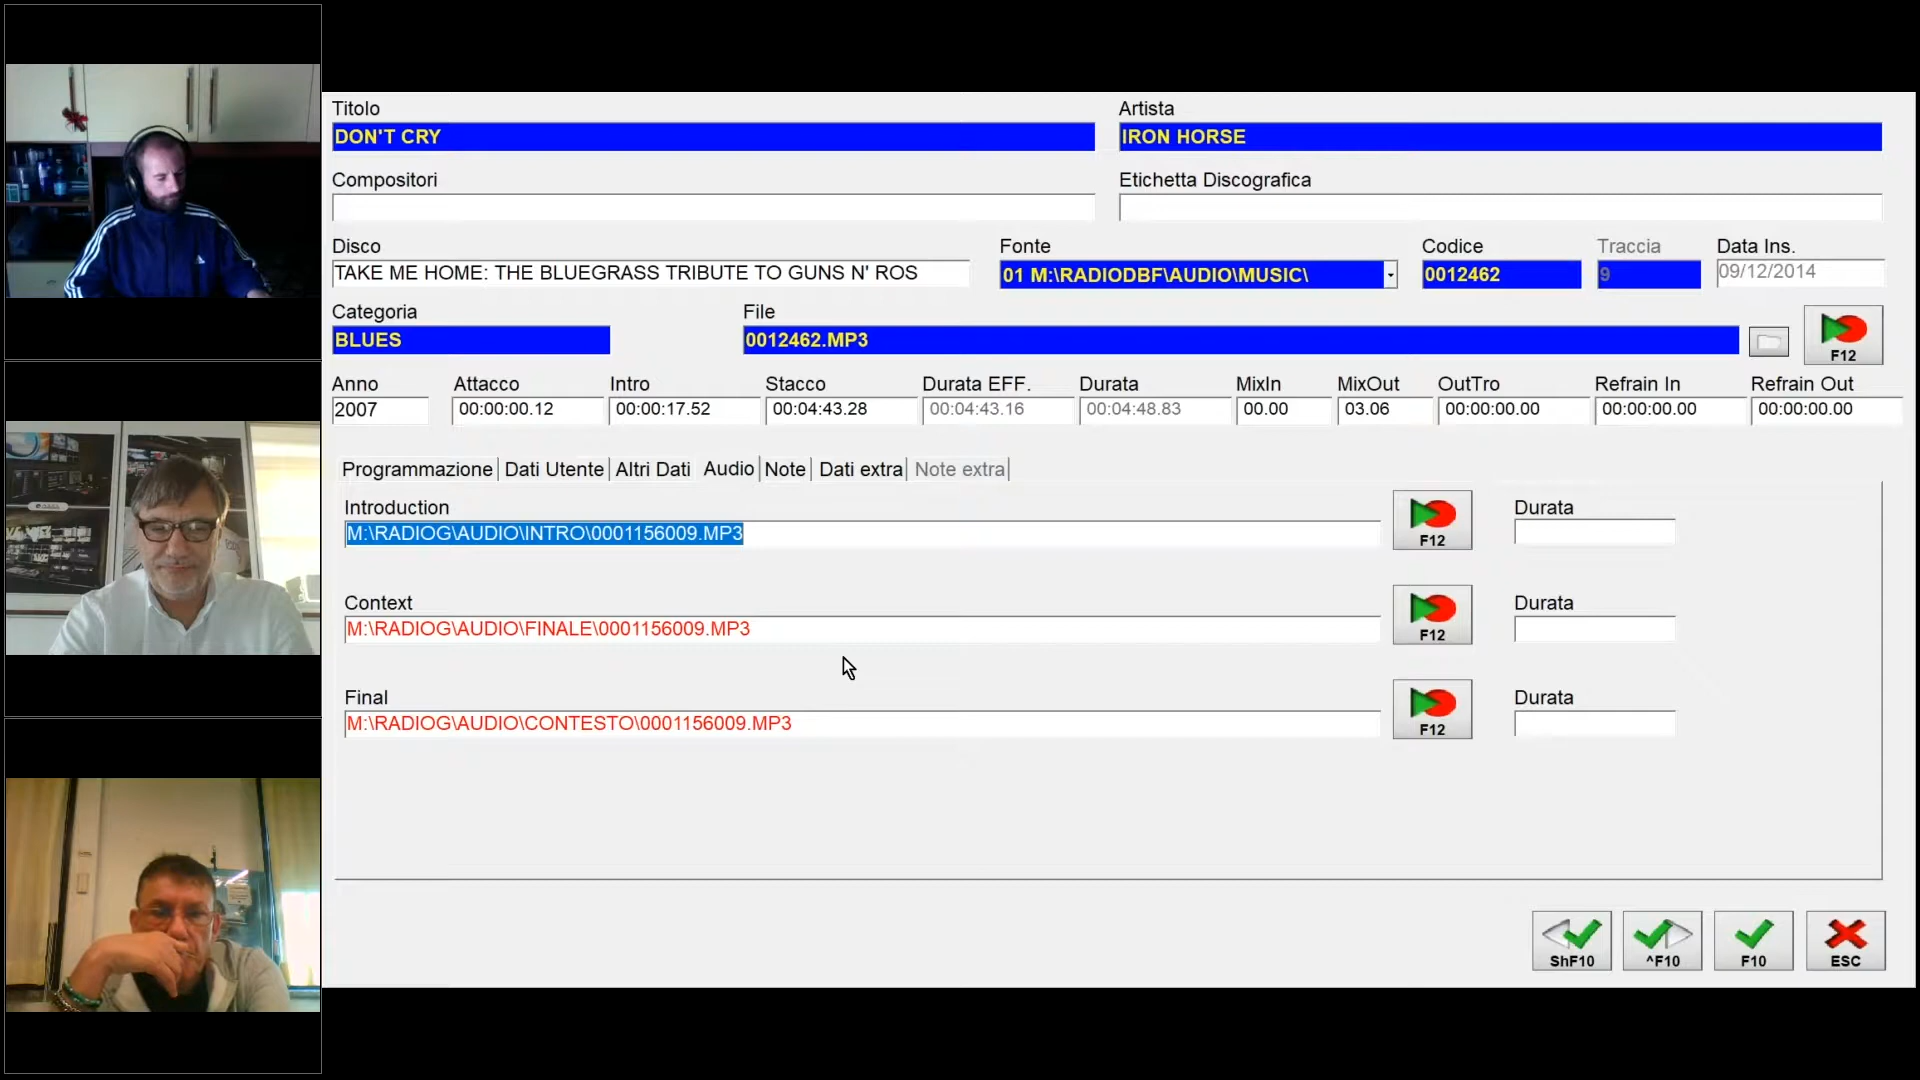 Titolo Artista
DON'T CRY IRON HORSE
Compositori Etichetta Discografica
Disco Fonte Codice Traccia Data Ins.
TAKE ME HOME: THE BLUEGRASS TRIBUTE TO GUNS N' ROS 01 M:\RADIODBF\AUDIO\MUSIC\ 0012462 9 09/12/2014
Categoria File
BLUES 0012462.MP3 F12
Anno Attacco Intro Stacco Durata EFF. Durata MixIn MixOut OutTro Refrain In Refrain Out
2007 00:00:00.12 00:00:17.52 00:04:43.28 00:04:43.16 00:04:48.83 00.00 03.06 00:00:00.00 00:00:00.00 00:00:00.00
Programmazione Dati Utente Altri Dati Audio Note Dati extra Note extra
Introduction Durata
M:\RADIOG\AUDIO\INTRO\0001156009.MP3 F12
Context Durata
M:\RADIOG\AUDIO\FINALE\0001156009.MP3 F12
Final Durata
M:\RADIOG\AUDIO\CONTESTO\0001156009.MP3 F12
ShF10 ^F10 F10 ESC